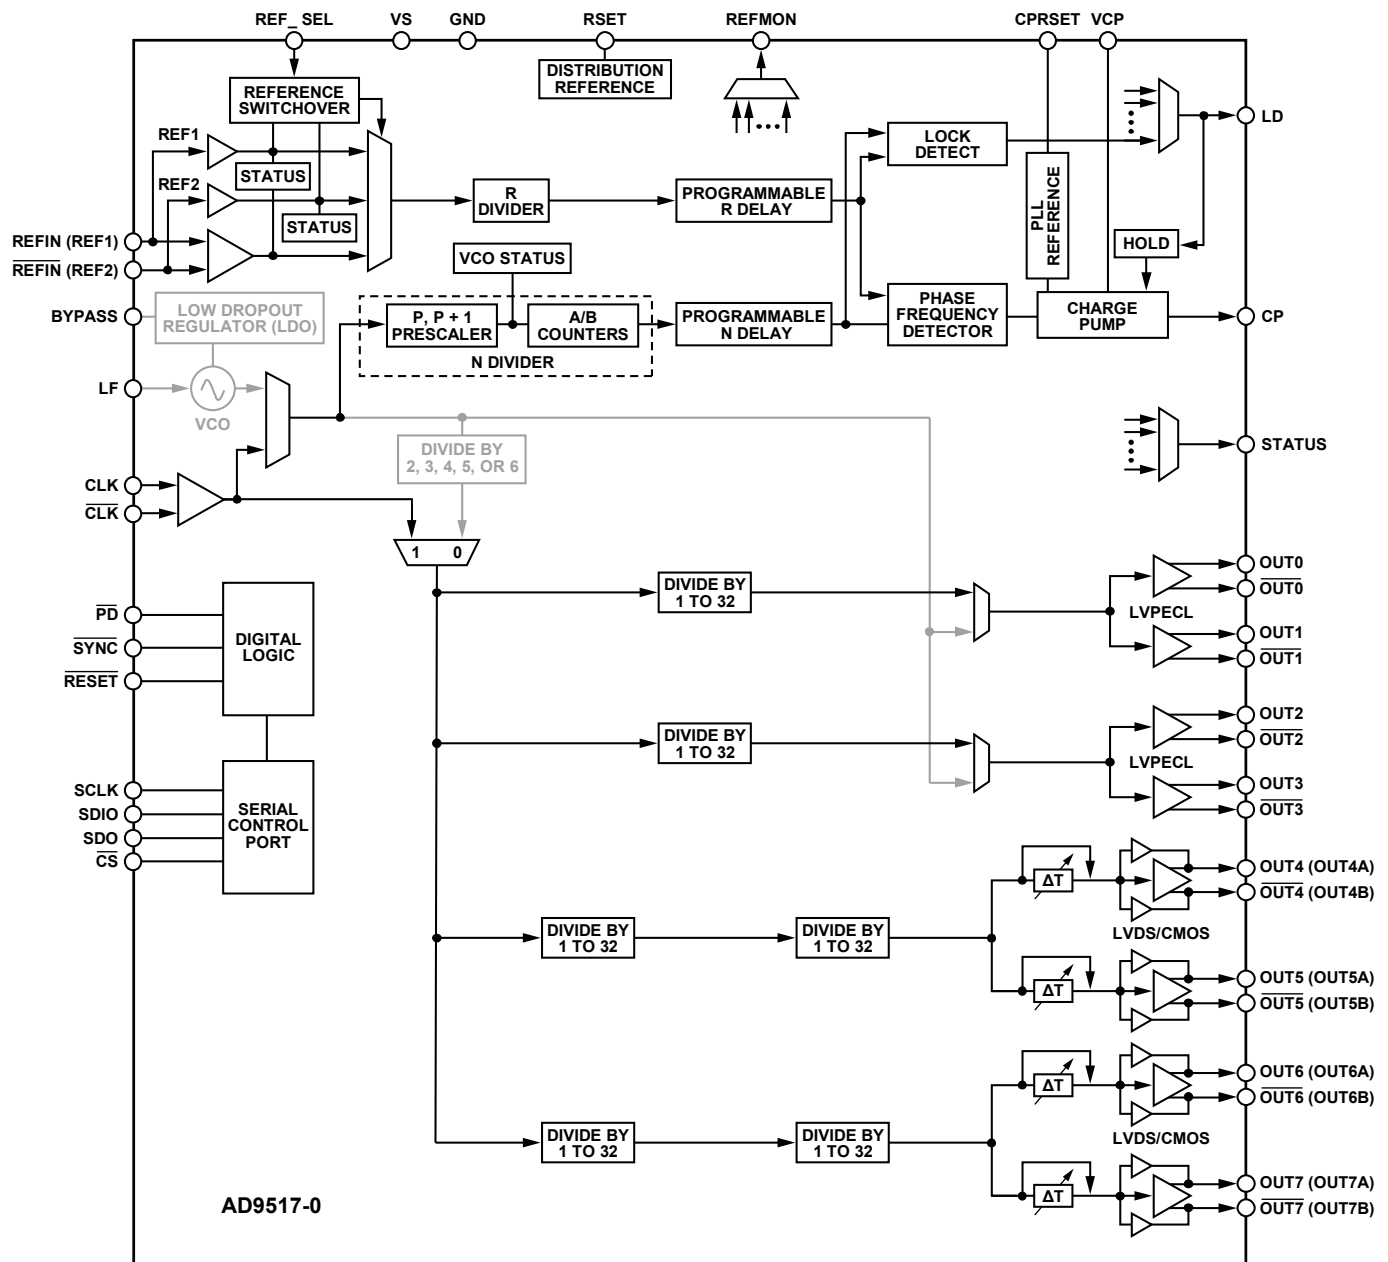 REF_ SEL
VS
GND
RSET
REFMON
CPRSET
VCP
DISTRIBUTION
REFERENCE
REFERENCE
SWITCHOVER
REF1
STATUS
REF2
STATUS
R
DIVIDER
PROGRAMMABLE
R DELAY
LOCK
DETECT
LD
PLL
REFERENCE
HOLD
REFIN (REF1)
REFIN (REF2)
VCO STATUS
BYPASS
LOW DROPOUT
REGULATOR (LDO)
P, P + 1
PRESCALER
A/B
COUNTERS
N DIVIDER
PROGRAMMABLE
N DELAY
PHASE
FREQUENCY
DETECTOR
CHARGE
PUMP
CP
LF
VCO
DIVIDE BY
2, 3, 4, 5, OR 6
STATUS
CLK
CLK
1 0
DIVIDE BY
1 TO 32
LVPECL
OUT0
OUT0
OUT1
OUT1
PD
SYNC
RESET
DIGITAL
LOGIC
DIVIDE BY
1 TO 32
LVPECL
OUT2
OUT2
OUT3
OUT3
SCLK
SDIO
SDO
CS
SERIAL
CONTROL
PORT
DIVIDE BY
1 TO 32
DIVIDE BY
1 TO 32
ΔT
ΔT
LVDS/CMOS
OUT4 (OUT4A)
OUT4 (OUT4B)
OUT5 (OUT5A)
OUT5 (OUT5B)
DIVIDE BY
1 TO 32
DIVIDE BY
1 TO 32
ΔT
ΔT
LVDS/CMOS
OUT6 (OUT6A)
OUT6 (OUT6B)
OUT7 (OUT7A)
OUT7 (OUT7B)
AD9517-0